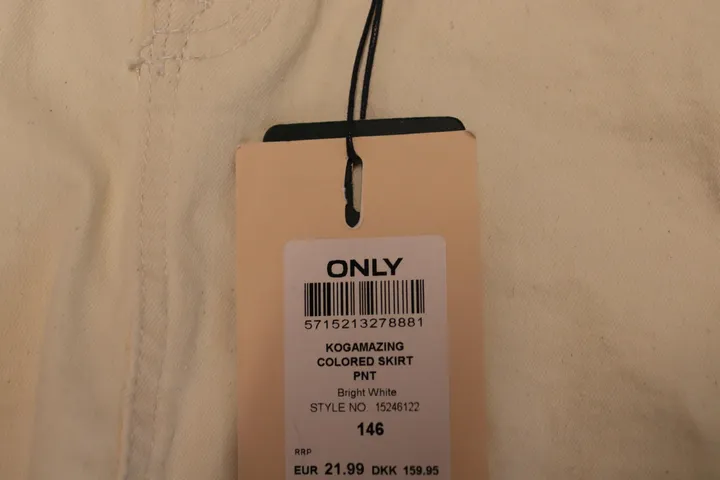 ONLY
5715213278881
KOGAMAZING
COLORED SKIRT
PNT
Bright White
STYLE NO. 15246122
146
RRP
EUR 21.99 DKK 159.95